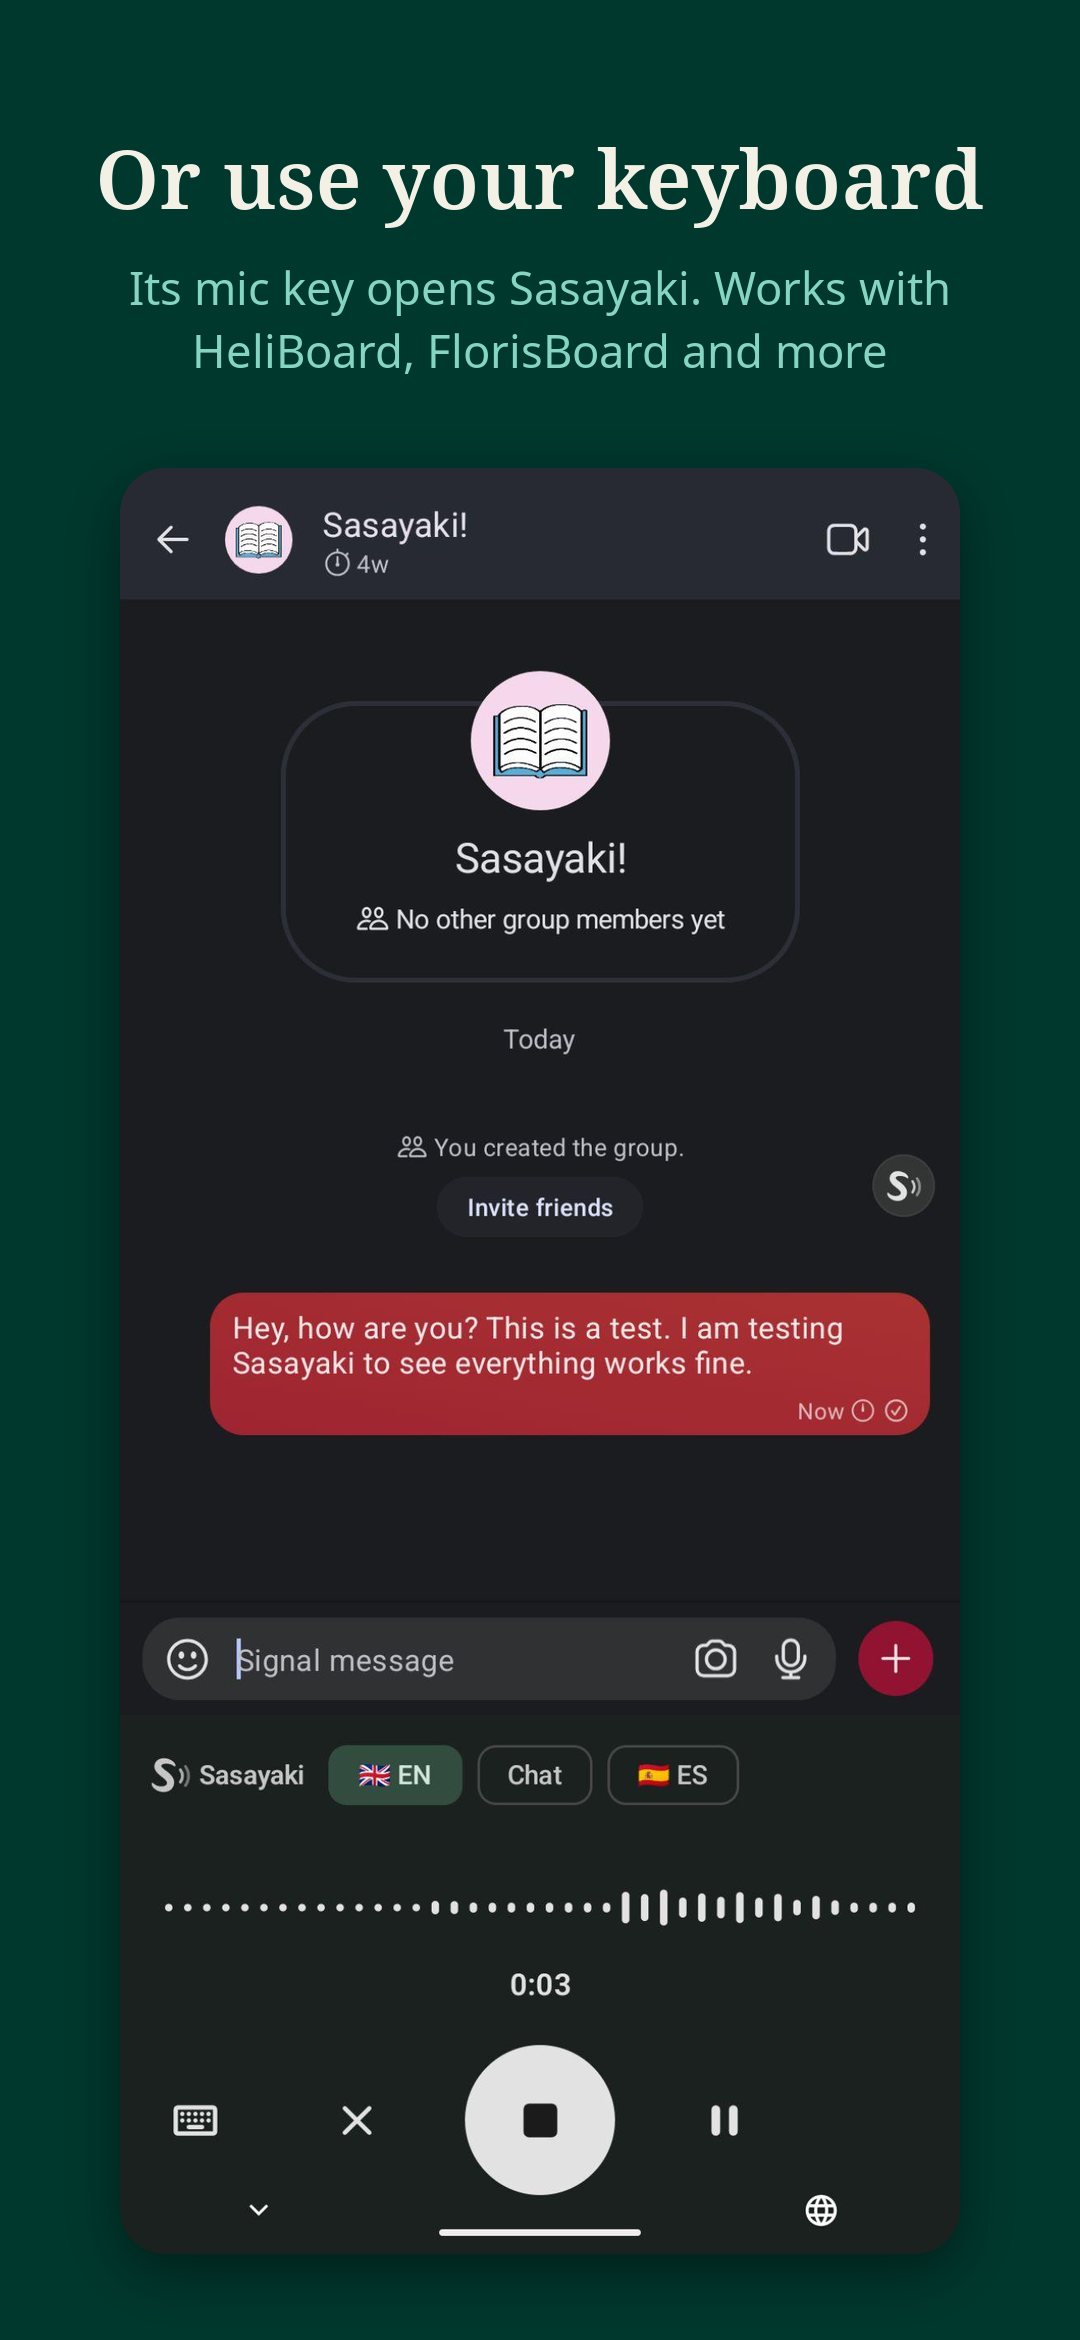 Or use your keyboard
Its mic key opens Sasayaki. Works with
HeliBoard, FlorisBoard and more
Sasayaki!
4w
Sasayaki!
No other group members yet
Today
You created the group.
Invite friends
S
Hey, how are you? This is a test. I am testing
Sasayaki to see everything works fine.
Now
Signal message
S Sasayaki 🇬🇧 EN Chat 🇪🇸 ES
0:03